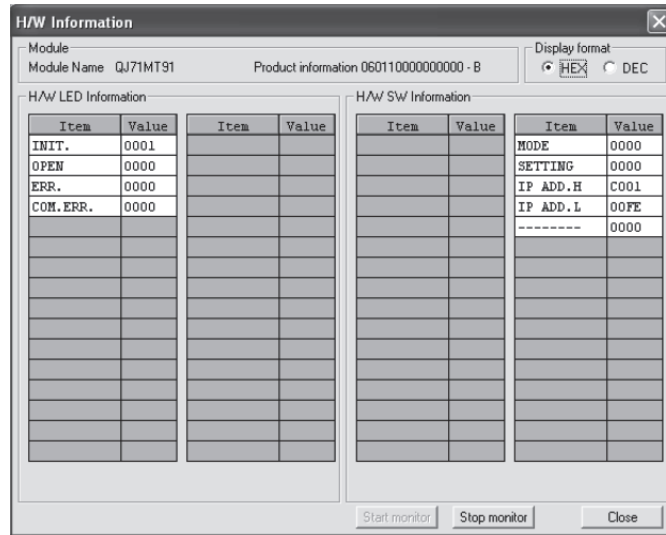 H/W Information
Module
Module Name QJ71MT91
Product information 060110000000000 - B
Display format
HEX
DEC
H/W LED Information
Item Value Item Value
INIT. 0001
OPEN 0000
ERR. 0000
COM.ERR. 0000
H/W SW Information
Item Value Item Value
MODE 0000
SETTING 0000
IP ADD.H C001
IP ADD.L 00FE
-------- 0000
Start monitor
Stop monitor
Close